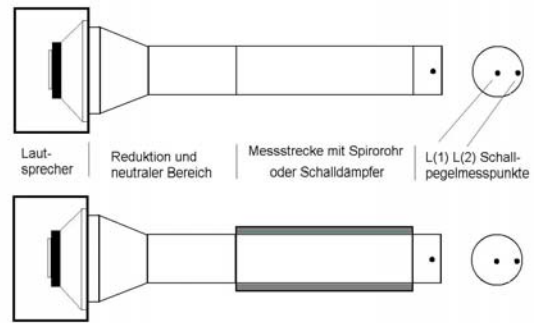 Laut-
sprecher
Reduktion und
neutraler Bereich
Messstrecke mit Spirorohr
oder Schalldämpfer
L(1) L(2) Schall-
pegelmesspunkte